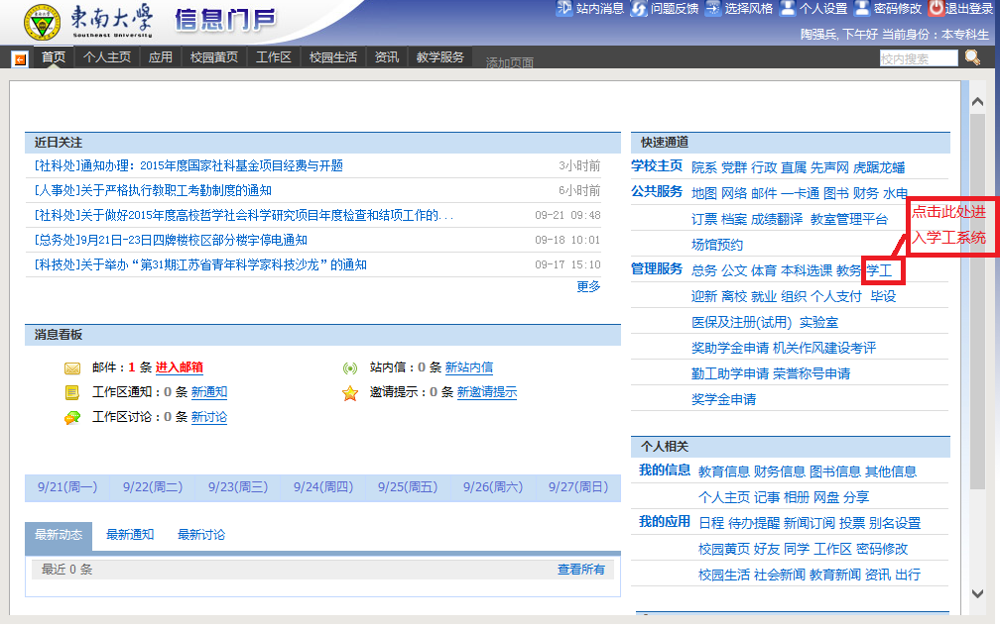 东南大学
Southeast University
信息门户
站内消息 问题反馈 选择风格 个人设置 密码修改 退出登录
陶强兵, 下午好 当前身份：本专科生
首页 个人主页 应用 校园黄页 工作区 校园生活 资讯 教学服务 添加页面
校内搜索
近日关注
[社科处]通知办理：2015年度国家社科基金项目经费与开题 3小时前
[人事处]关于严格执行教职工考勤制度的通知 6小时前
[社科处]关于做好2015年度高校哲学社会科学研究项目年度检查和结项工作的... 09-21 09:48
[总务处]9月21日-23日四牌楼校区部分楼宇停电通知 09-18 10:01
[科技处]关于举办“第31期江苏省青年科学家科技沙龙”的通知 09-17 15:10
更多
消息看板
邮件：1 条 进入邮箱
站内信：0 条 新站内信
工作区通知：0 条 新通知
邀请提示：0 条 新邀请提示
工作区讨论：0 条 新讨论
9/21(周一) 9/22(周二) 9/23(周三) 9/24(周四) 9/25(周五) 9/26(周六) 9/27(周日)
最新动态 最新通知 最新讨论
最近 0 条 查看所有
快速通道
学校主页 院系 党群 行政 直属 先声网 虎踞龙蟠
公共服务 地图 网络 邮件 一卡通 图书 财务 水电
订票 档案 成绩翻译 教室管理平台
场馆预约
点击此处进
入学工系统
管理服务 总务 公文 体育 本科选课 教务 学工
迎新 离校 就业 组织 个人支付 毕设
医保及注册(试用) 实验室
奖助学金申请 机关作风建设考评
勤工助学申请 荣誉称号申请
奖学金申请
个人相关
我的信息 教育信息 财务信息 图书信息 其他信息
个人主页 记事 相册 网盘 分享
我的应用 日程 待办提醒 新闻订阅 投票 别名设置
校园黄页 好友 同学 工作区 密码修改
校园生活 社会新闻 教育新闻 资讯 出行